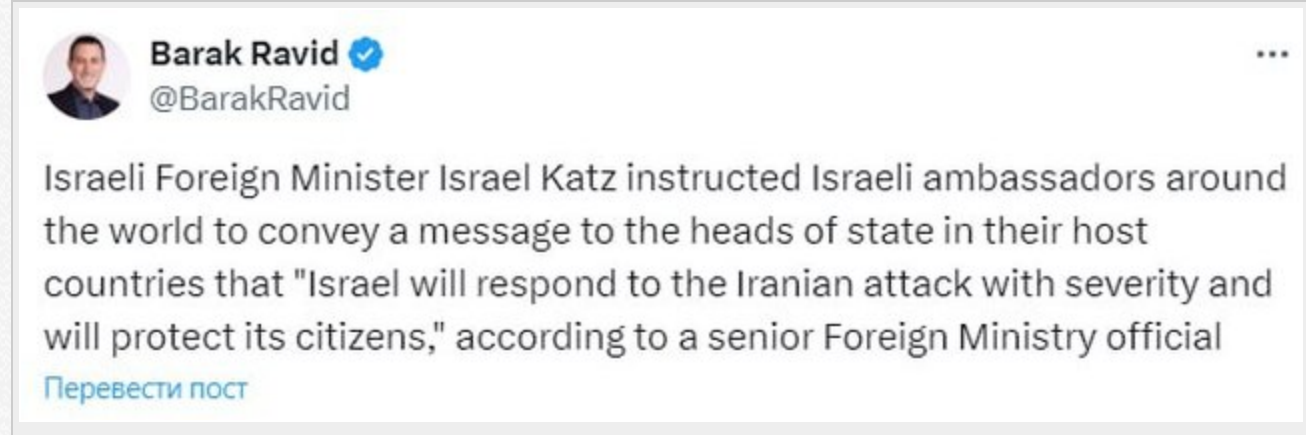 Barak Ravid
@BarakRavid
Israeli Foreign Minister Israel Katz instructed Israeli ambassadors around
the world to convey a message to the heads of state in their host
countries that "Israel will respond to the Iranian attack with severity and
will protect its citizens," according to a senior Foreign Ministry official
Перевести пост